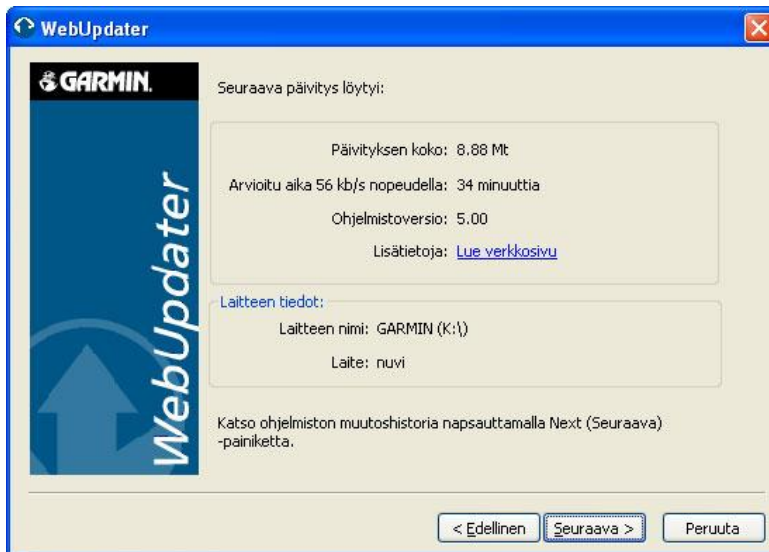 WebUpdater
GARMIN.
WebUpdater
Seuraava päivitys löytyi:
Päivityksen koko: 8.88 Mt
Arvioitu aika 56 kb/s nopeudella: 34 minuuttia
Ohjelmistoversio: 5.00
Lisätietoja: Lue verkkosivu
Laitteen tiedot:
Laitteen nimi: GARMIN (K:\)
Laite: nuvi
Katso ohjelmiston muutoshistoria napsauttamalla Next (Seuraava)
-painiketta.
< Edellinen Seuraava > Peruuta